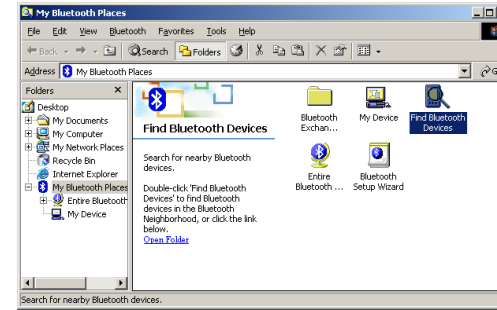 My Bluetooth Places
File Edit View Bluetooth Favorites Tools Help
Back Search Folders
Address My Bluetooth Places G
Folders
Desktop
My Documents
My Computer
My Network Places
Recycle Bin
Internet Explorer
My Bluetooth Places
Entire Bluetooth
My Device
Find Bluetooth Devices
Search for nearby Bluetooth
devices.
Double-click 'Find Bluetooth
Devices' to find Bluetooth
devices in the Bluetooth
Neighborhood, or click the link
below.
Open Folder
Bluetooth
Exchan...
My Device
Find Bluetooth
Devices
Entire
Bluetooth ...
Bluetooth
Setup Wizard
Search for nearby Bluetooth devices.